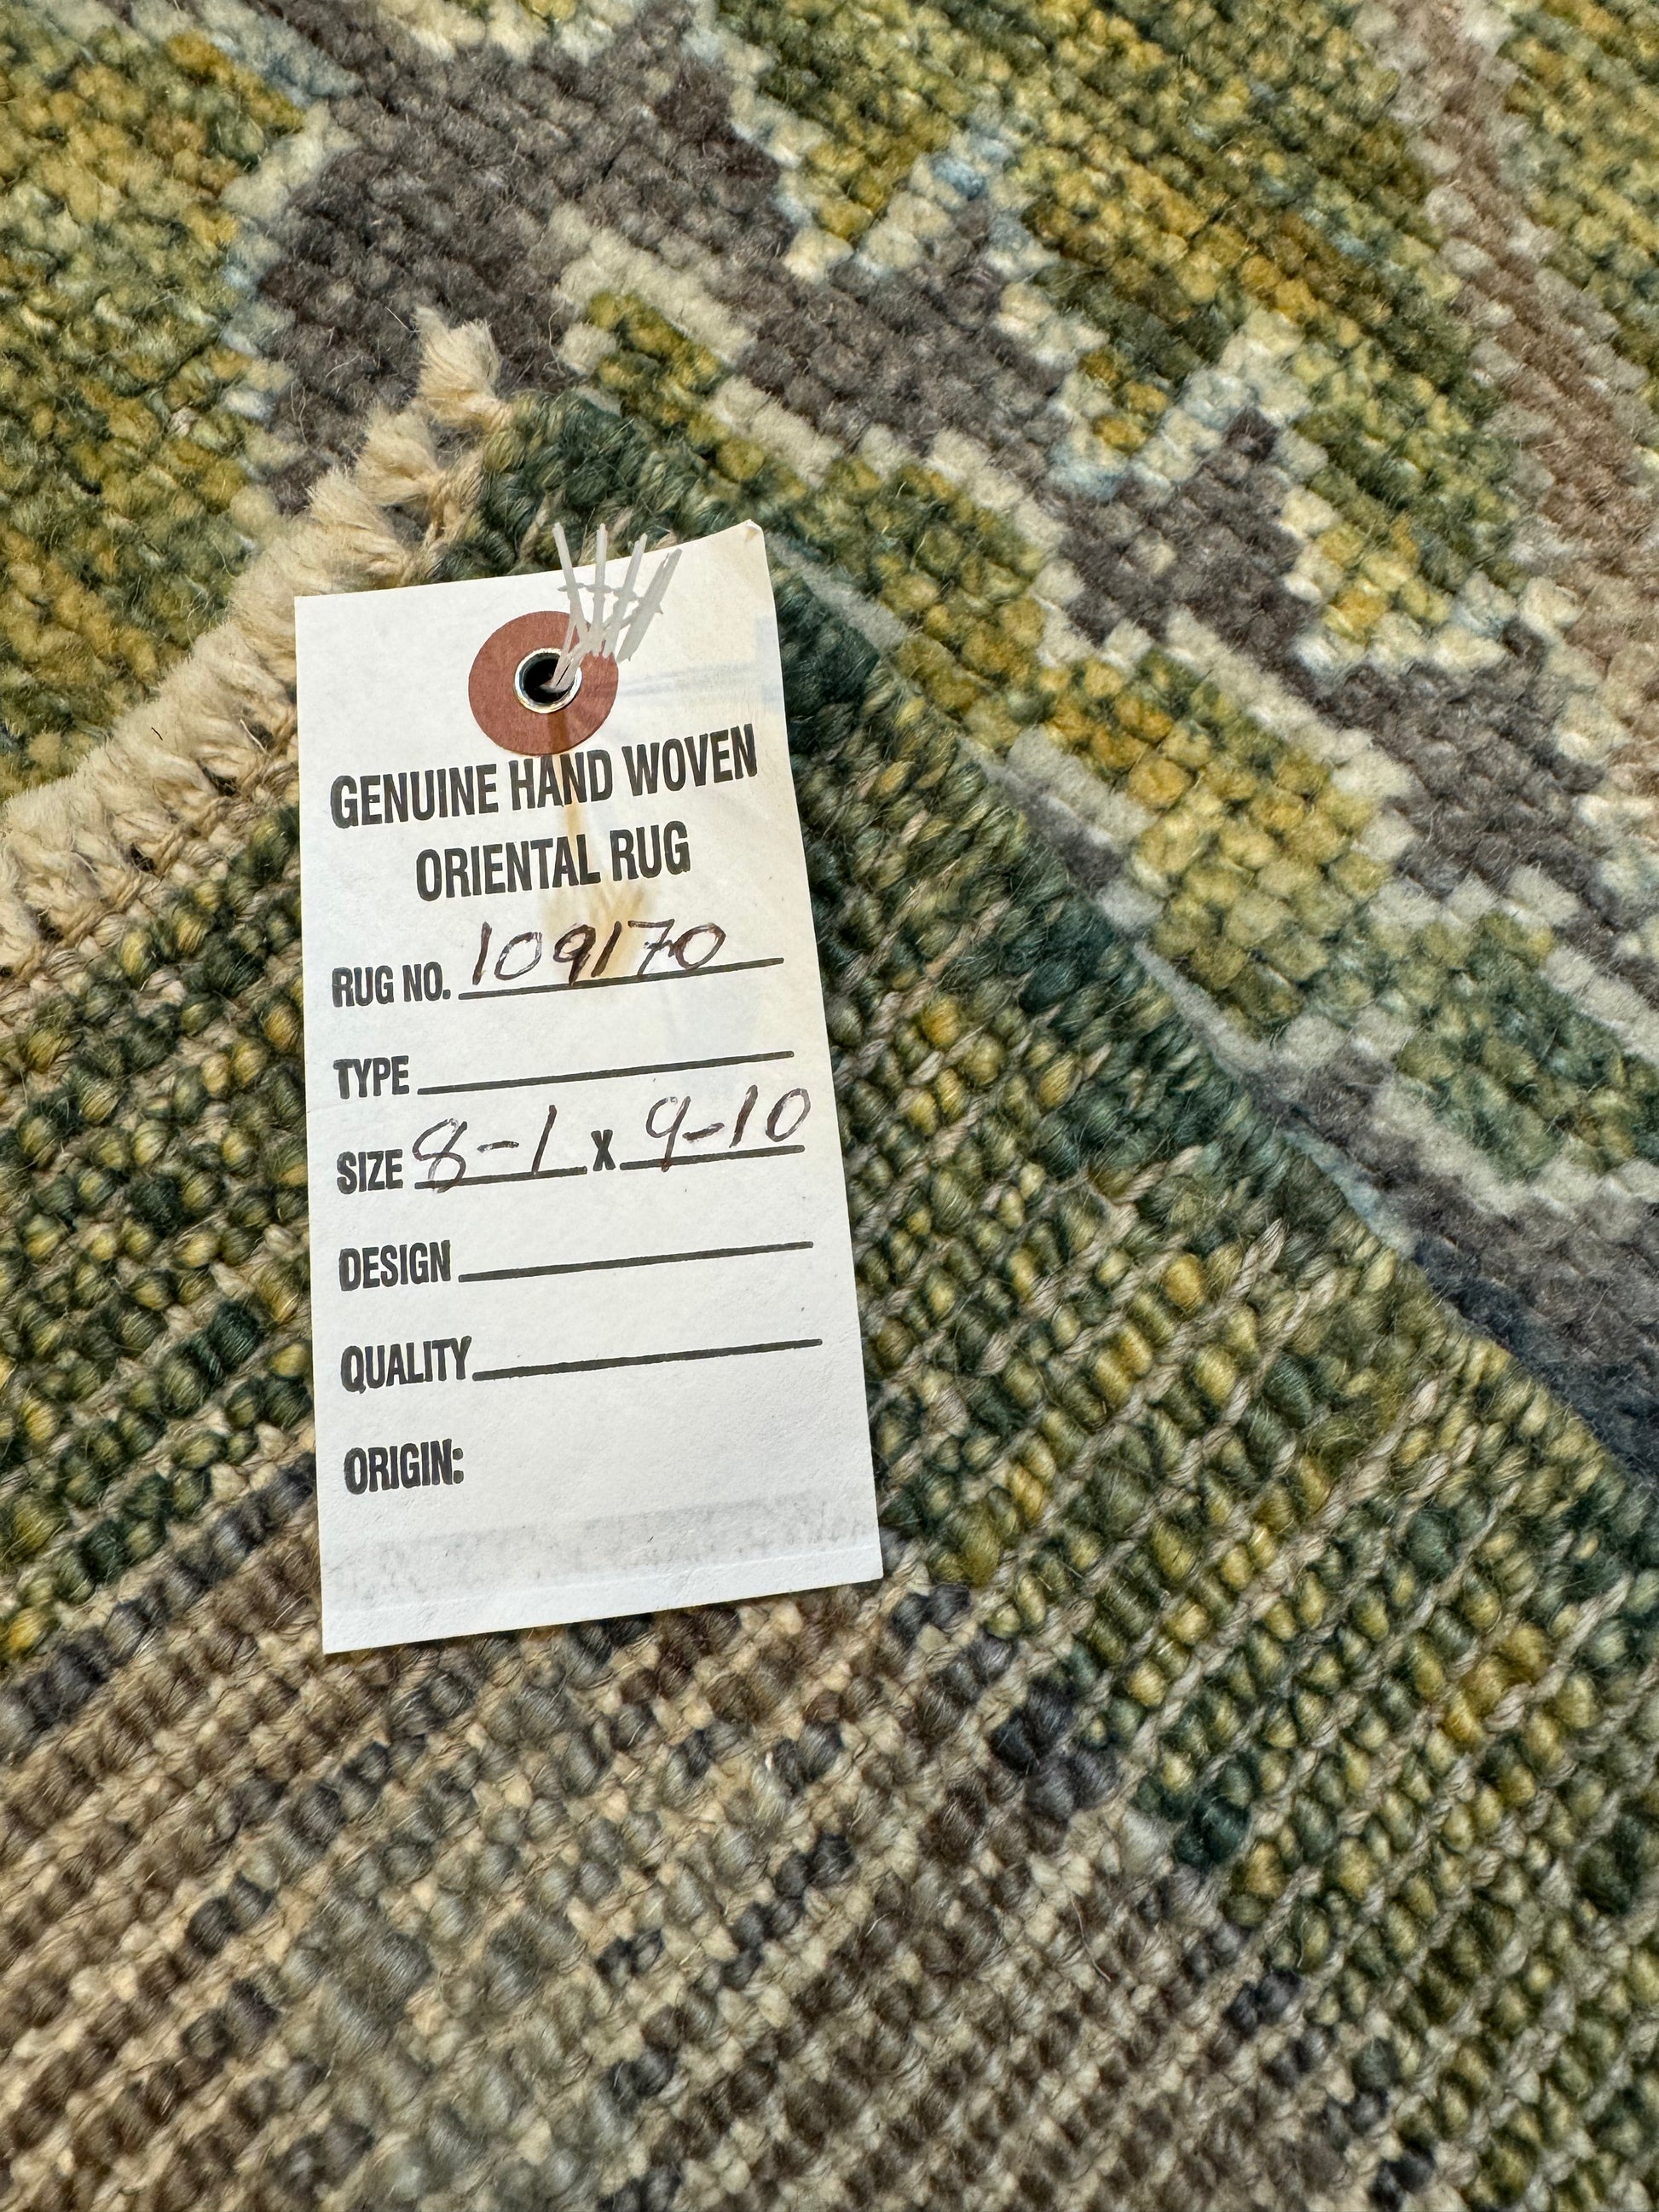 GENUINE HAND WOVEN
ORIENTAL RUG
RUG NO. 109170
TYPE
SIZE 8-1 X 9-10
DESIGN
QUALITY
ORIGIN: